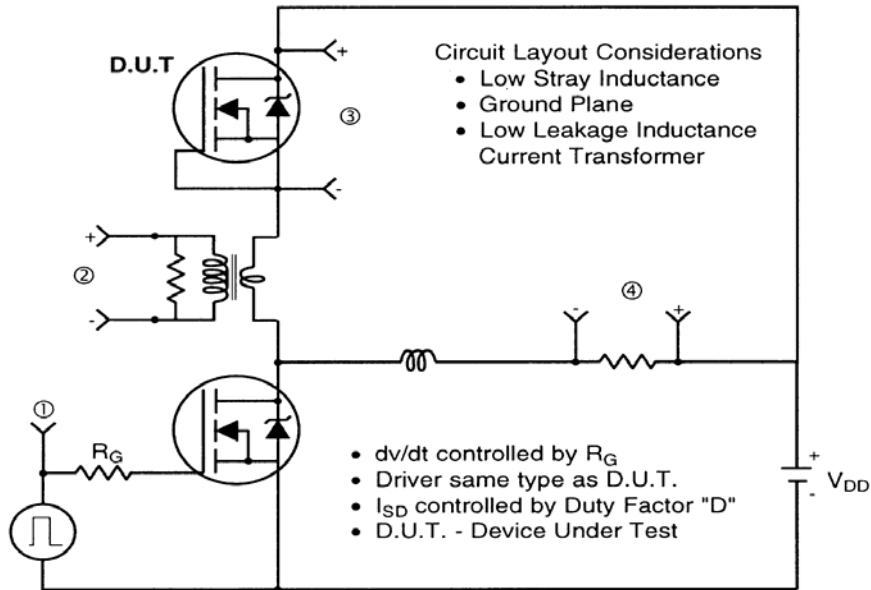 D.U.T
+
③
-
Circuit Layout Considerations
• Low Stray Inductance
• Ground Plane
• Low Leakage Inductance
Current Transformer
+
②
-
④
-
+
①
R_G
• dv/dt controlled by R_G
• Driver same type as D.U.T.
• I_SD controlled by Duty Factor "D"
• D.U.T. - Device Under Test
+
V_DD
-